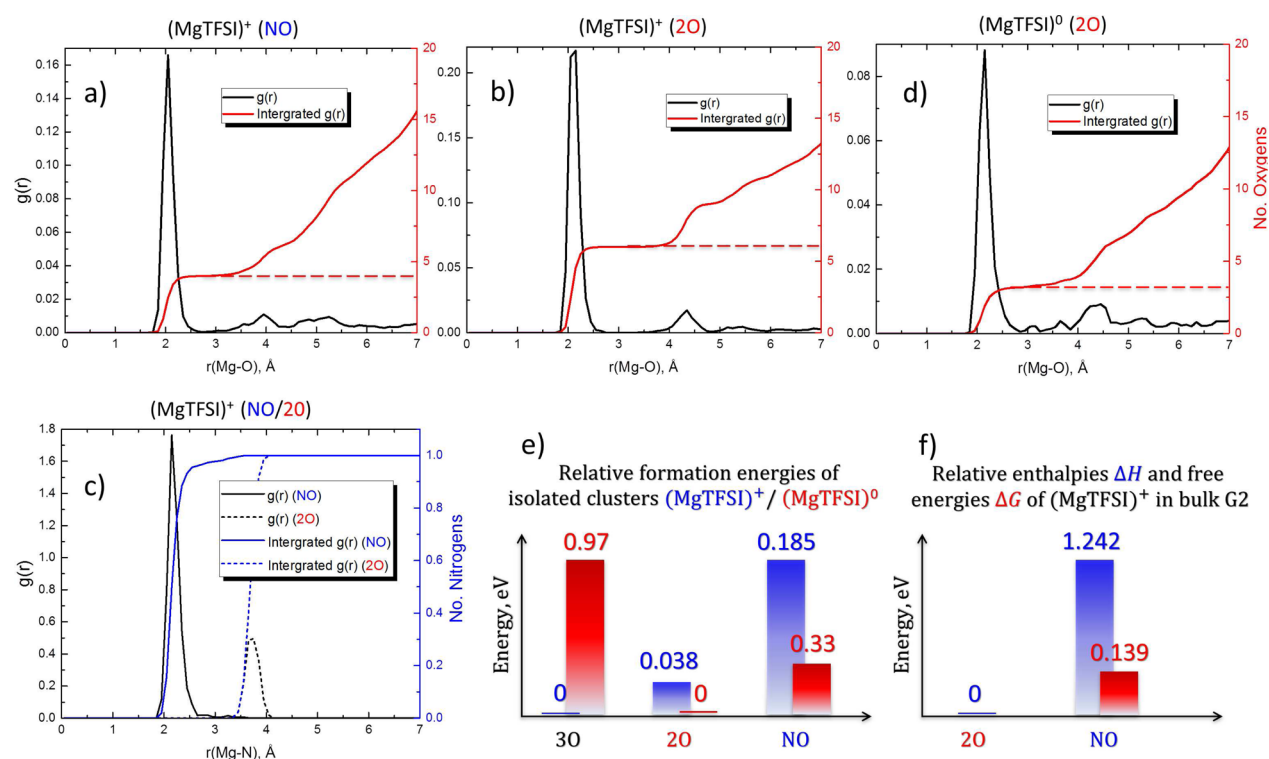 (MgTFSI)⁺ (NO)
a)
g(r)
Intergrated g(r)
g(r)
0.00
0.02
0.04
0.06
0.08
0.10
0.12
0.14
0.16
0
5
10
15
20
0 1 2 3 4 5 6 7
r(Mg-O), Å
(MgTFSI)⁺ (2O)
b)
g(r)
Intergrated g(r)
0.00
0.05
0.10
0.15
0.20
0
5
10
15
20
0 1 2 3 4 5 6 7
r(Mg-O), Å
(MgTFSI)⁰ (2O)
d)
g(r)
Intergrated g(r)
0.00
0.02
0.04
0.06
0.08
0
5
10
15
20
No. Oxygens
0 1 2 3 4 5 6 7
r(Mg-O), Å
(MgTFSI)⁺ (NO/20)
c)
g(r) (NO)
g(r) (2O)
Intergrated g(r) (NO)
Intergrated g(r) (2O)
g(r)
0.0
0.2
0.4
0.6
0.8
1.0
1.2
1.4
1.6
1.8
0.0
0.2
0.4
0.6
0.8
1.0
No. Nitrogens
0 1 2 3 4 5 6 7
r(Mg-N), Å
e)
Relative formation energies of
isolated clusters (MgTFSI)⁺/ (MgTFSI)⁰
Energy, eV
0 0.97
0.038 0
0.185 0.33
3O 2O NO
f)
Relative enthalpies ΔH and free
energies ΔG of (MgTFSI)⁺ in bulk G2
Energy, eV
0
1.242 0.139
2O NO